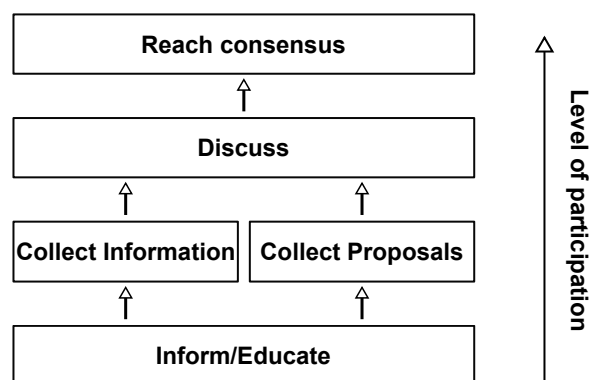 Reach consensus
Discuss
Collect Information
Collect Proposals
Inform/Educate
Level of participation